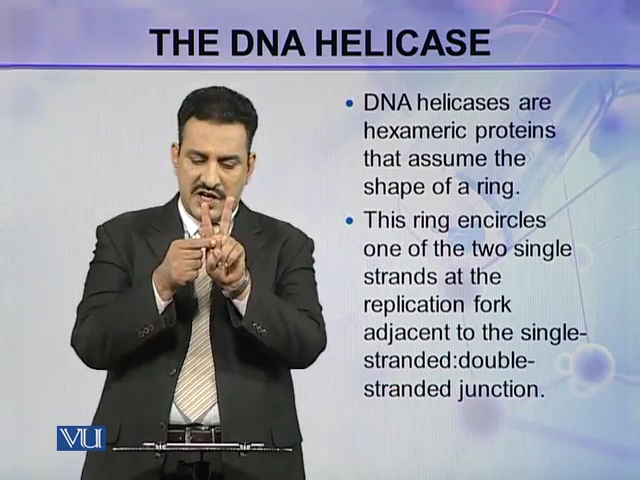 THE DNA HELICASE
• DNA helicases are
hexameric proteins
that assume the
shape of a ring.
• This ring encircles
one of the two single
strands at the
replication fork
adjacent to the single-
stranded:double-
stranded junction.
VU